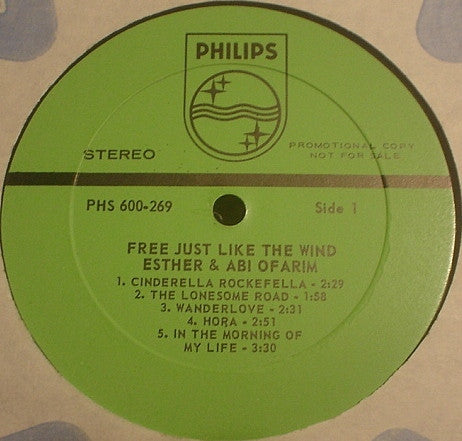 PHILIPS
STEREO
PROMOTIONAL COPY
NOT FOR SALE
PHS 600-269
Side 1
FREE JUST LIKE THE WIND
ESTHER & ABI OFARIM
1. CINDERELLA ROCKEFELLA - 2:29
2. THE LONESOME ROAD - 1:58
3. WANDERLOVE - 2:31
4. HORA - 2:51
5. IN THE MORNING OF
MY LIFE - 3:30